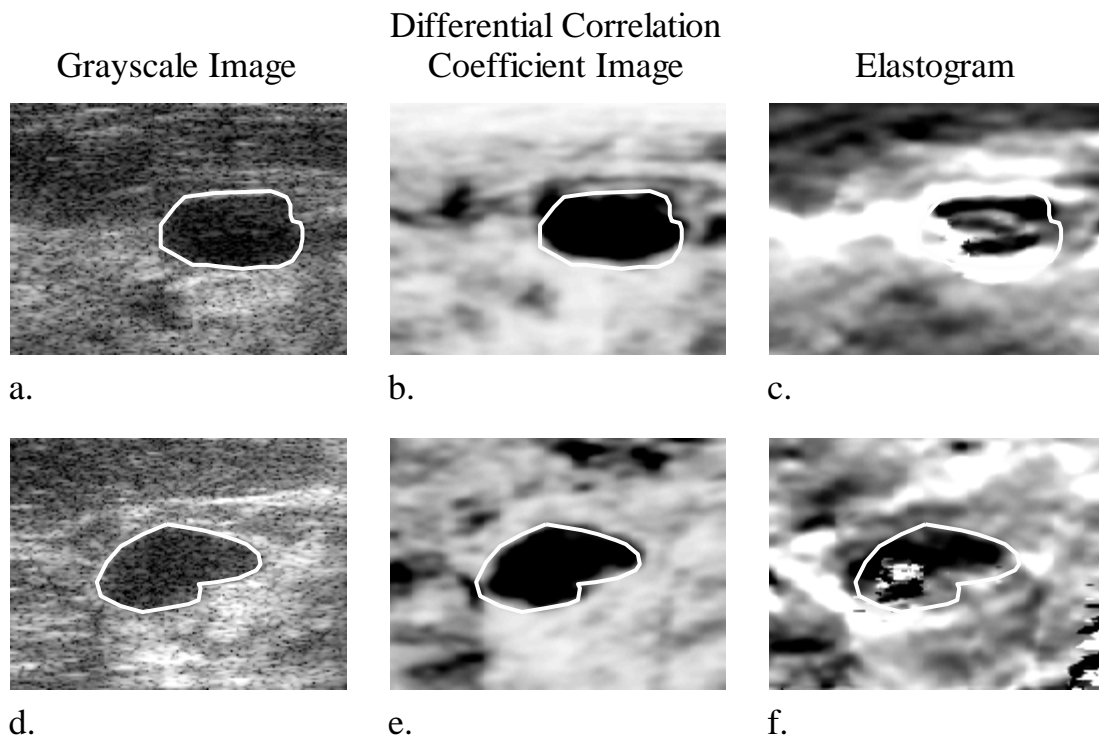 Grayscale Image
Differential Correlation
Coefficient Image
Elastogram
a.
b.
c.
d.
e.
f.